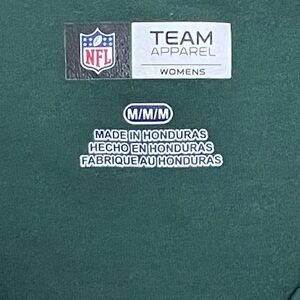 NFL
TEAM
APPAREL
WOMENS
M/M/M
MADE IN HONDURAS
HECHO EN HONDURAS
FABRIQUE AU HONDURAS